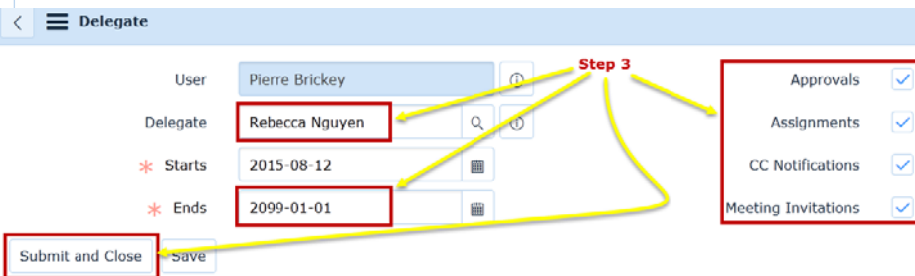 Delegate
Step 3
User Pierre Brickey Approvals
Delegate Rebecca Nguyen Assignments
* Starts 2015-08-12 CC Notifications
* Ends 2099-01-01 Meeting Invitations
Submit and Close Save